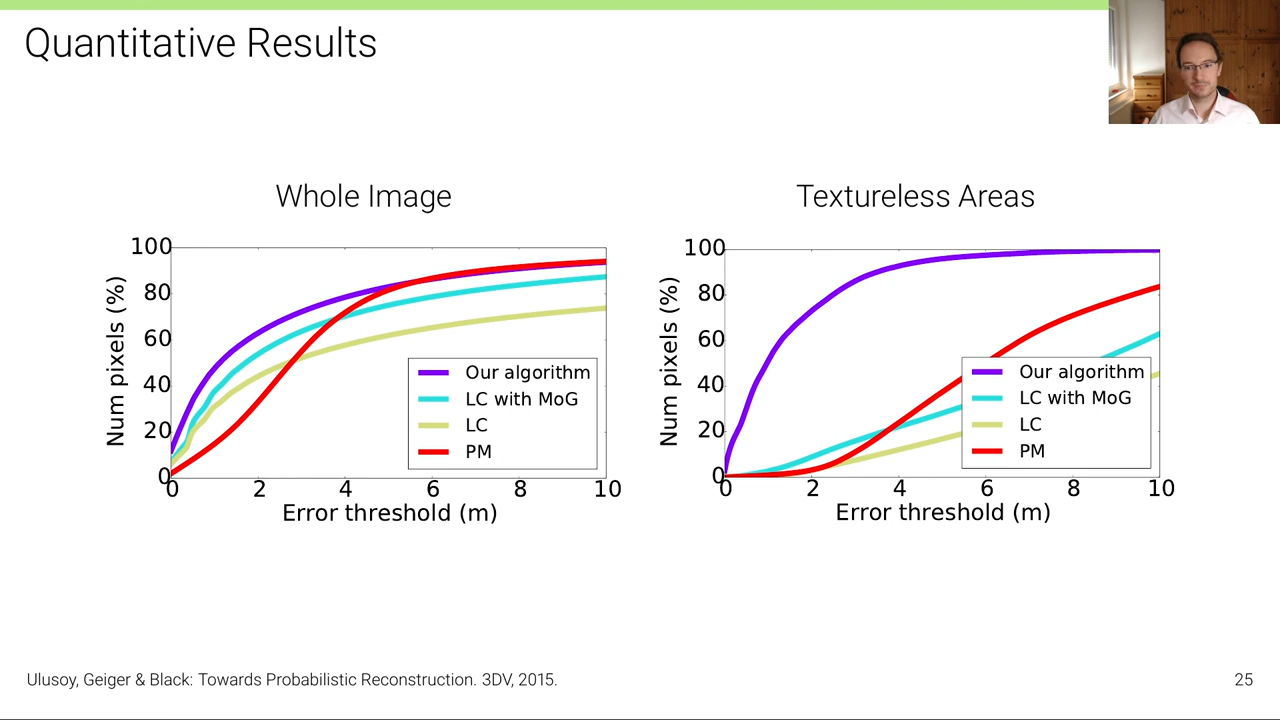 Quantitative Results
Whole Image
100
80
60
40
20
0
Num pixels (%)
0 2 4 6 8 10
Error threshold (m)
Our algorithm
LC with MoG
LC
PM
Textureless Areas
100
80
60
40
20
0
Num pixels (%)
0 2 4 6 8 10
Error threshold (m)
Our algorithm
LC with MoG
LC
PM
Ulusoy, Geiger & Black: Towards Probabilistic Reconstruction. 3DV, 2015.
25